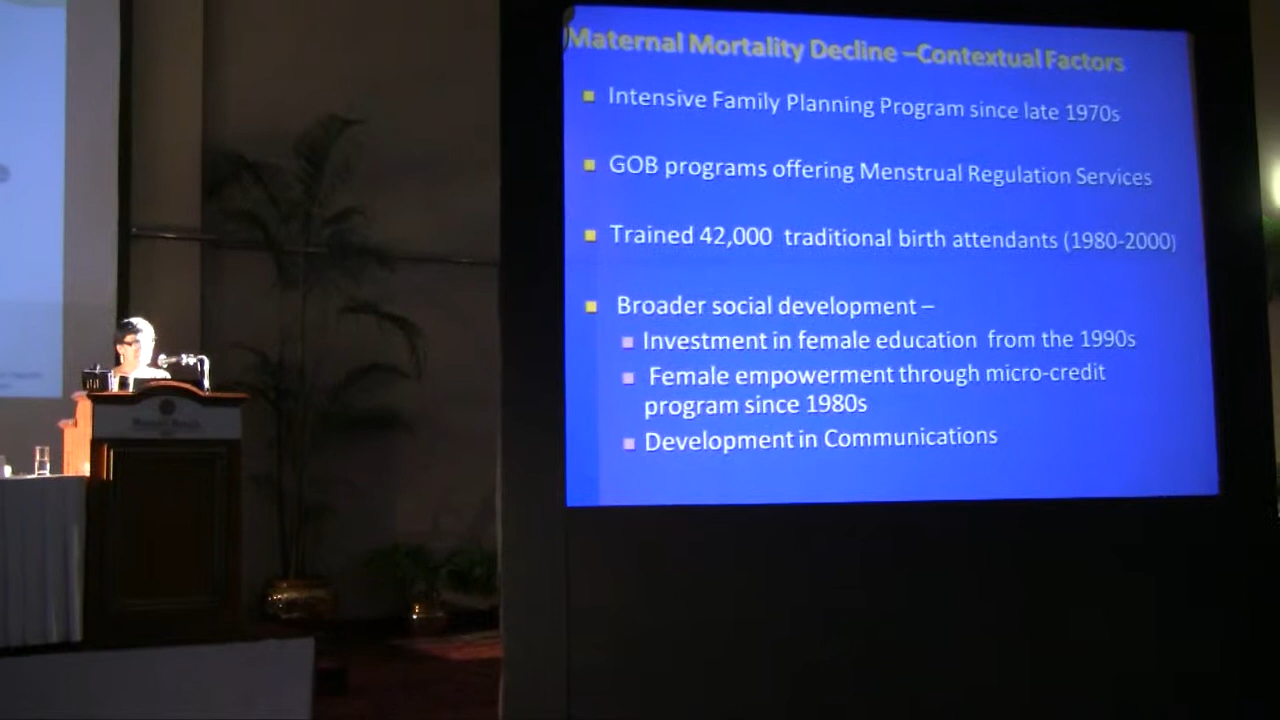 Maternal Mortality Decline –Contextual Factors
Intensive Family Planning Program since late 1970s
GOB programs offering Menstrual Regulation Services
Trained 42,000 traditional birth attendants (1980-2000)
Broader social development –
Investment in female education from the 1990s
Female empowerment through micro-credit
program since 1980s
Development in Communications